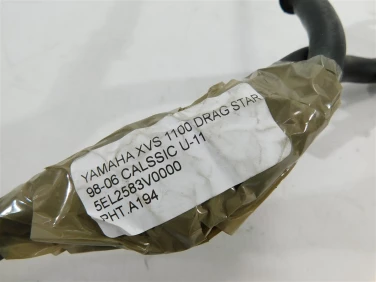 YAMAHA XVS 1100 DRAG STAR
98-06 CALSSIC U-11
5EL2583V0000
PHT.A194